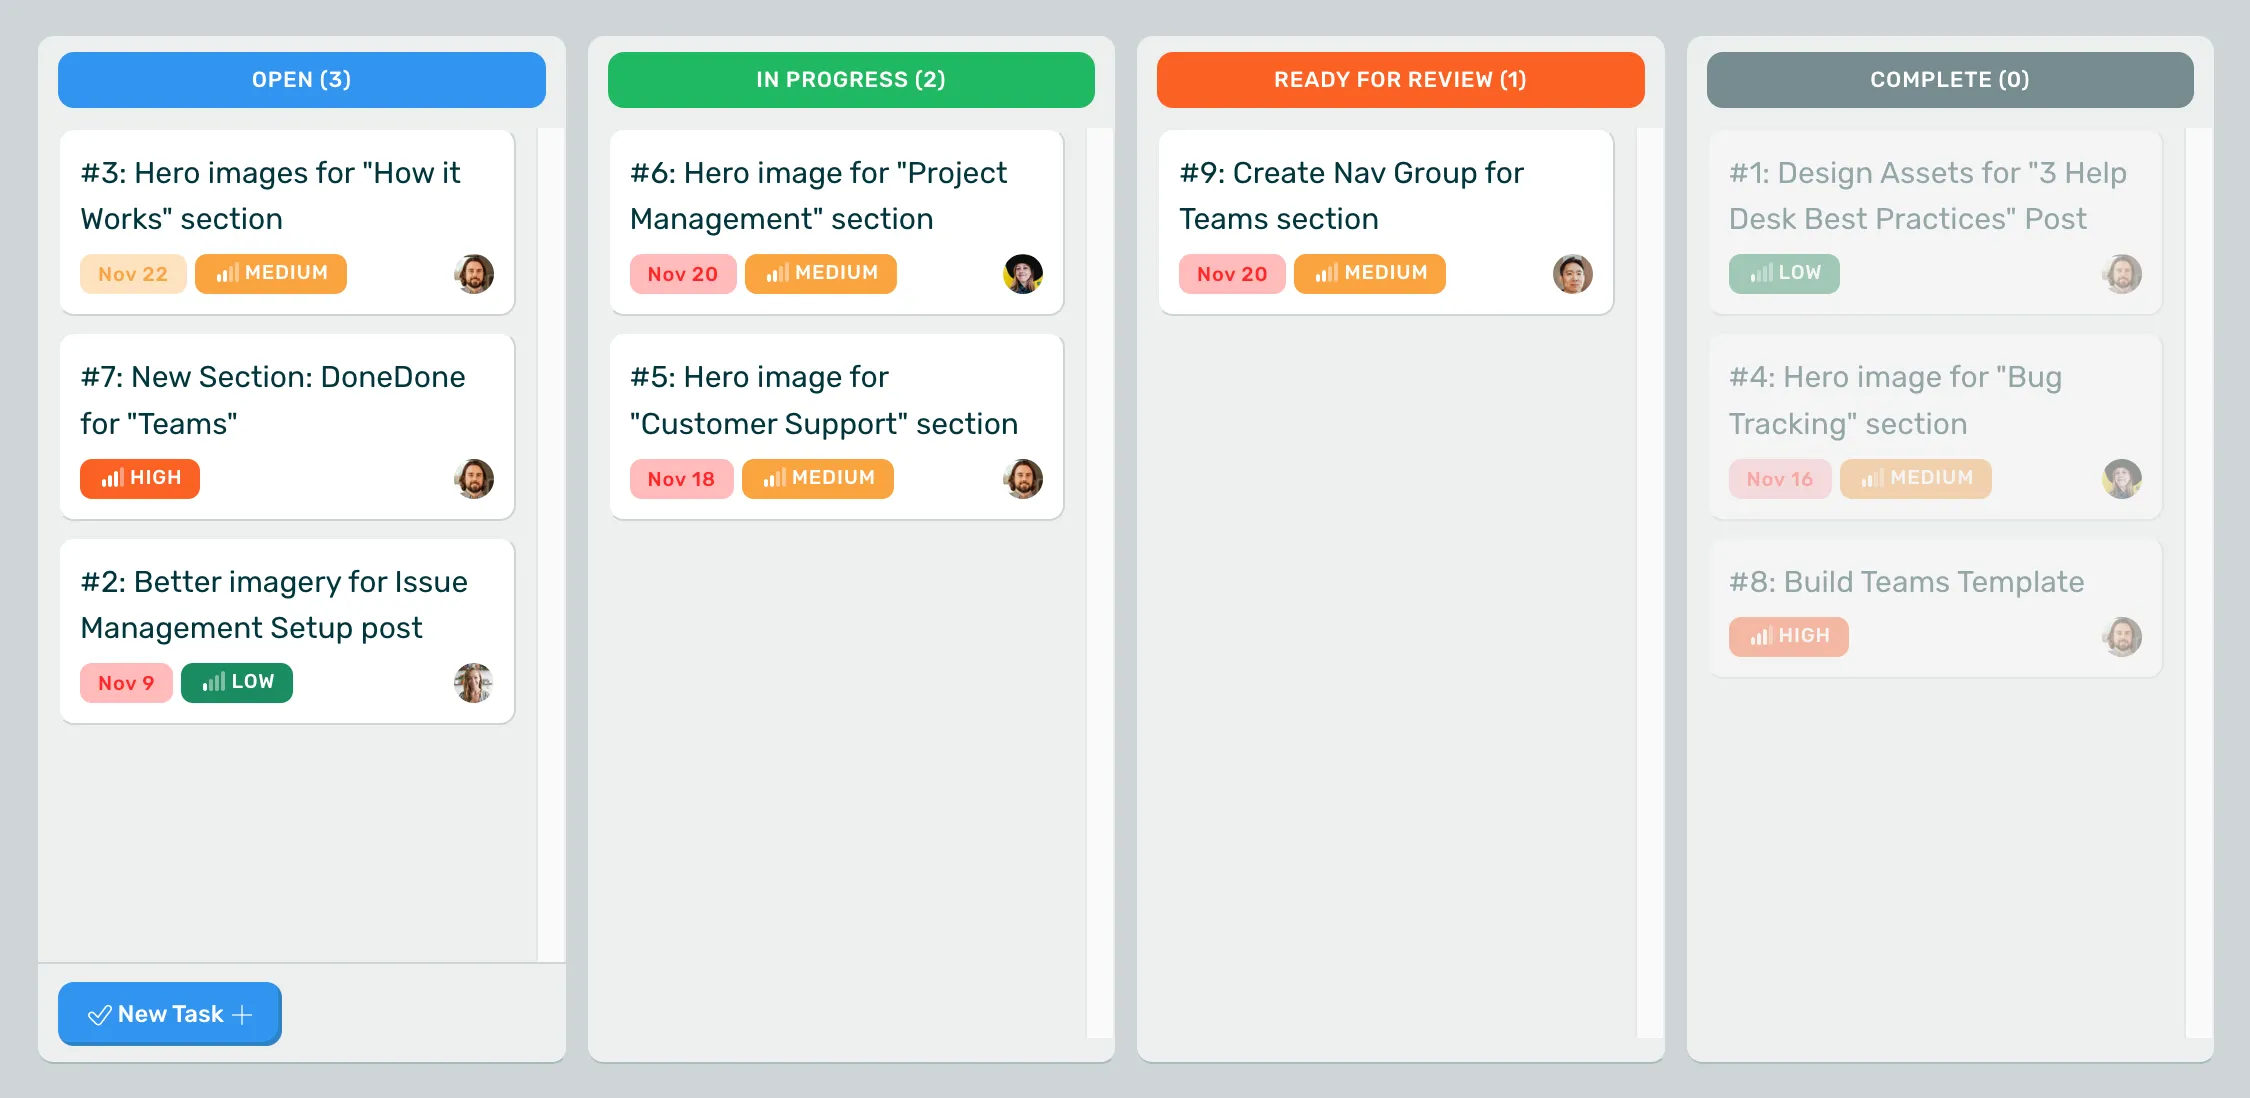 OPEN (3)
#3: Hero images for "How it
Works" section
Nov 22 MEDIUM
#7: New Section: DoneDone
for "Teams"
HIGH
#2: Better imagery for Issue
Management Setup post
Nov 9 LOW
New Task
IN PROGRESS (2)
#6: Hero image for "Project
Management" section
Nov 20 MEDIUM
#5: Hero image for
"Customer Support" section
Nov 18 MEDIUM
READY FOR REVIEW (1)
#9: Create Nav Group for
Teams section
Nov 20 MEDIUM
COMPLETE (0)
#1: Design Assets for "3 Help
Desk Best Practices" Post
LOW
#4: Hero image for "Bug
Tracking" section
Nov 16 MEDIUM
#8: Build Teams Template
HIGH